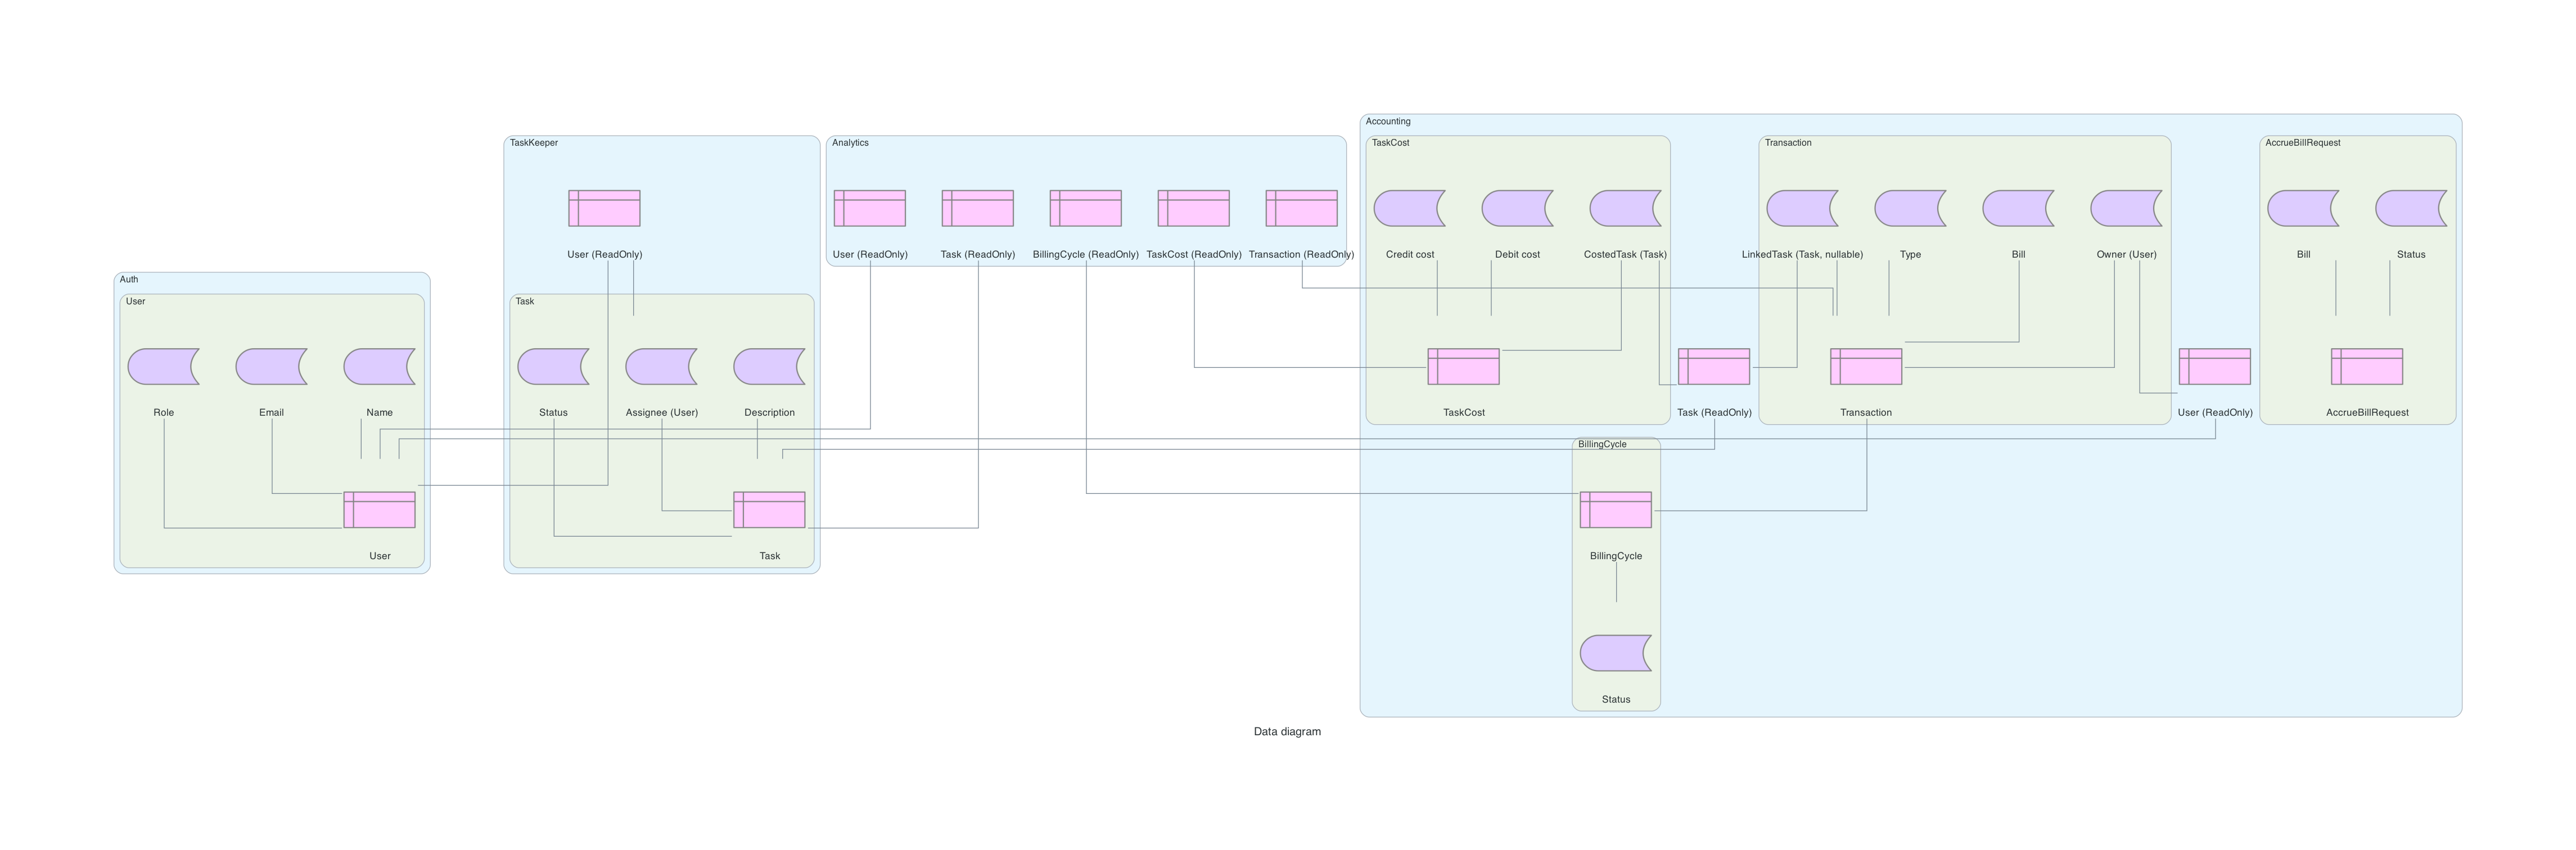 Accounting
TaskKeeper
Analytics
TaskCost
Transaction
AccrueBillRequest
User (ReadOnly)
User (ReadOnly)
Task (ReadOnly)
BillingCycle (ReadOnly)
TaskCost (ReadOnly)
Transaction (ReadOnly)
Credit cost
Debit cost
CostedTask (Task)
LinkedTask (Task, nullable)
Type
Bill
Owner (User)
Bill
Status
Auth
User
Task
Role
Email
Name
Status
Assignee (User)
Description
TaskCost
Task (ReadOnly)
Transaction
User (ReadOnly)
AccrueBillRequest
BillingCycle
User
Task
BillingCycle
Status
Data diagram